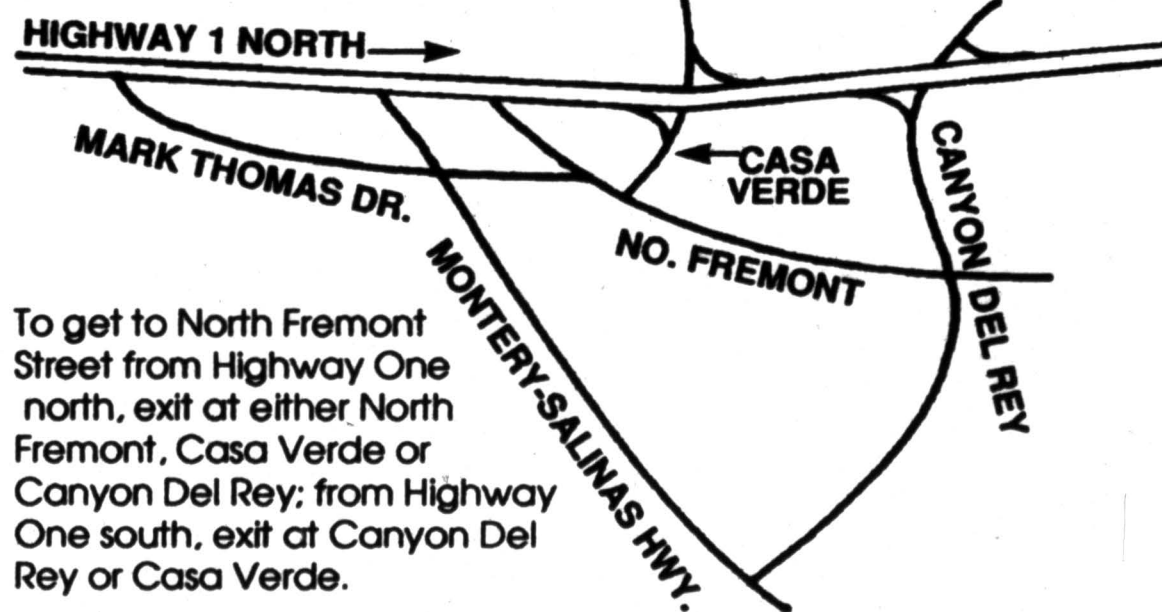 HIGHWAY 1 NORTH
MARK THOMAS DR.
CASA
VERDE
CANYON DEL REY
NO. FREMONT
MONTERY-SALINAS HWY.
To get to North Fremont
Street from Highway One
north, exit at either North
Fremont, Casa Verde or
Canyon Del Rey; from Highway
One south, exit at Canyon Del
Rey or Casa Verde.